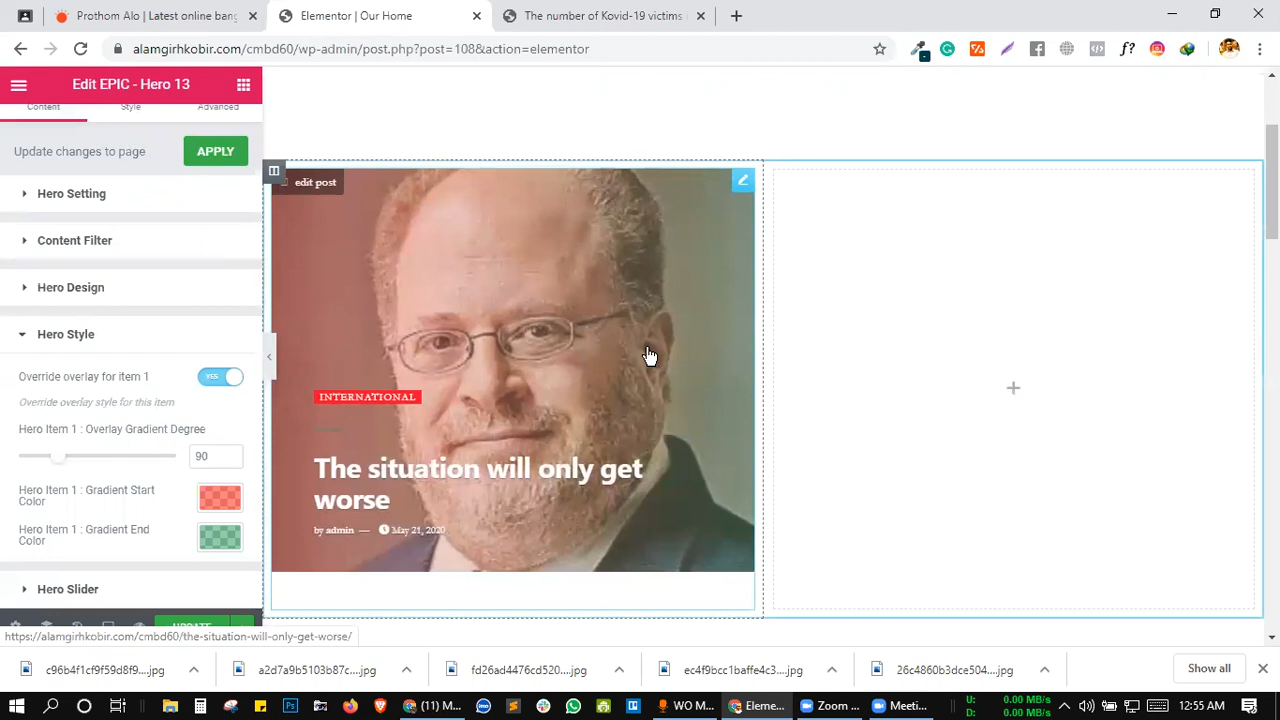 Prothom Alo | Latest online bang
Elementor | Our Home
The number of Kovid-19 victims
alamgirhkobir.com/cmbd60/wp-admin/post.php?post=108&action=elementor
Edit EPIC - Hero 13
Content Style Advanced
Update changes to page APPLY
Hero Setting
Content Filter
Hero Design
Hero Style
Override overlay for item 1 YES
Override overlay style for this item
Hero Item 1 : Overlay Gradient Degree
90
Hero Item 1 : Gradient Start
Color
Hero Item 1 : Gradient End
Color
Hero Slider
UPDATE
edit post
INTERNATIONAL
The situation will only get
worse
by admin — May 21, 2020
https://alamgirhkobir.com/cmbd60/the-situation-will-only-get-worse/
c96b4f1cf9f59d8f9....jpg
a2d7a9b5103b87c....jpg
fd26ad4476cd520....jpg
ec4f9bcc1baffe4c3....jpg
26c4860b3dce504....jpg
Show all
(11) M...
WO M...
Eleme...
Zoom ...
Meeti...
U: 0.00 MB/s
D: 0.00 MB/s
12:55 AM